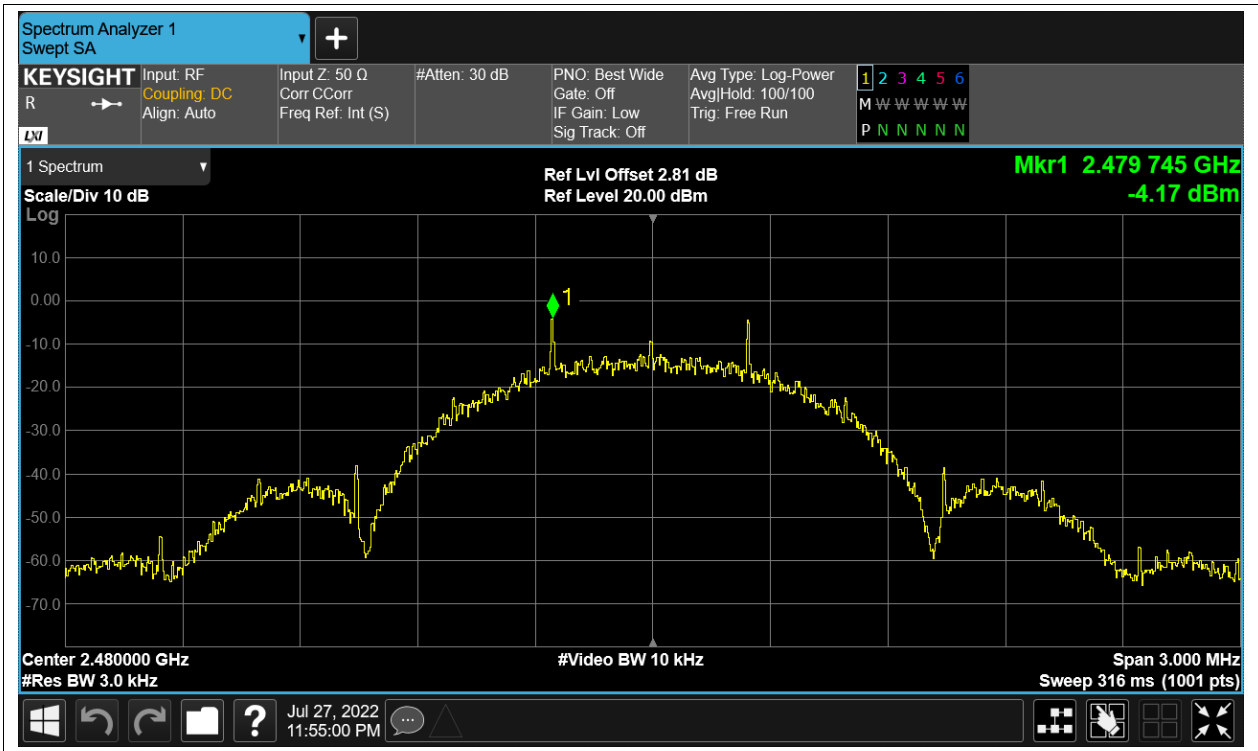 Spectrum Analyzer 1
Swept SA
+
KEYSIGHT
R
LXI
Input: RF
Coupling: DC
Align: Auto
Input Z: 50 Ω
Corr CCorr
Freq Ref: Int (S)
#Atten: 30 dB
PNO: Best Wide
Gate: Off
IF Gain: Low
Sig Track: Off
Avg Type: Log-Power
Avg|Hold: 100/100
Trig: Free Run
1 2 3 4 5 6
M W W W W W W
P N N N N N
1 Spectrum
Scale/Div 10 dB
Log
Ref Lvl Offset 2.81 dB
Ref Level 20.00 dBm
Mkr1 2.479 745 GHz
-4.17 dBm
10.0
0.00
-10.0
-20.0
-30.0
-40.0
-50.0
-60.0
-70.0
1
Center 2.480000 GHz
#Res BW 3.0 kHz
#Video BW 10 kHz
Span 3.000 MHz
Sweep 316 ms (1001 pts)
?
Jul 27, 2022
11:55:00 PM